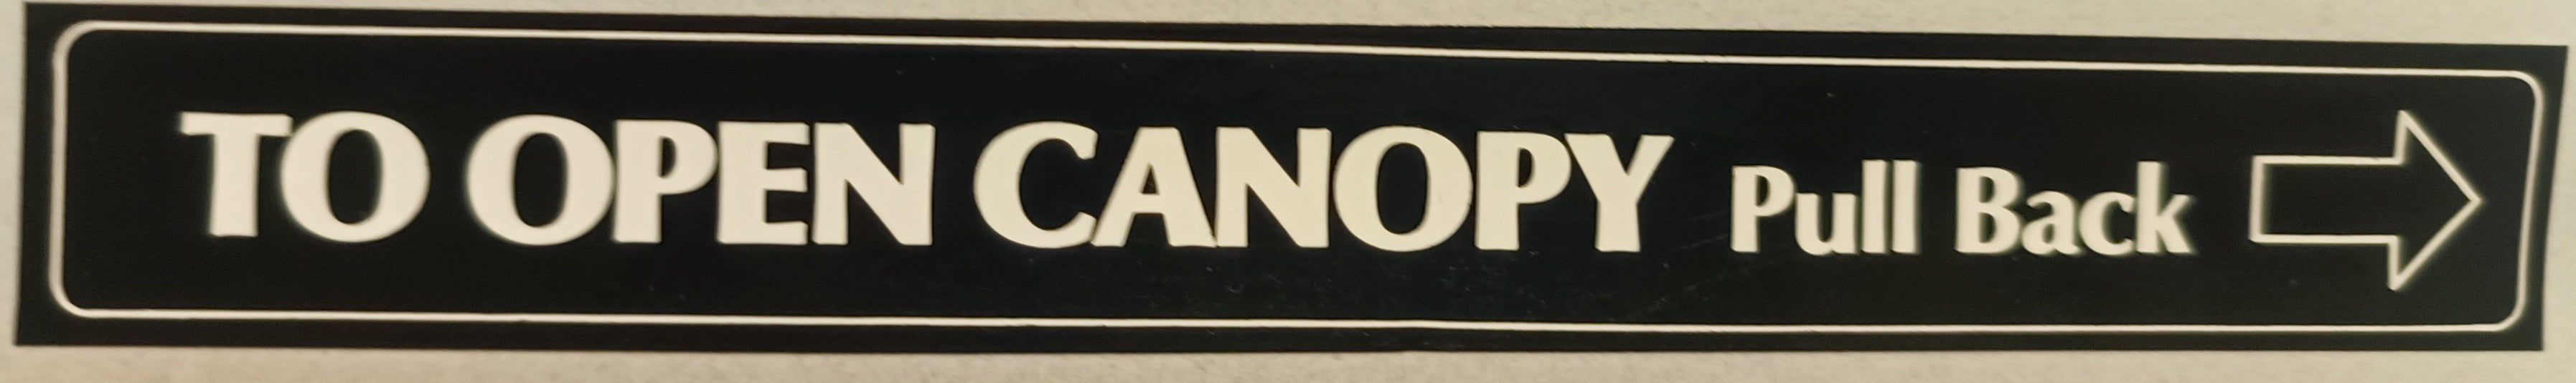 TO OPEN CANOPY Pull Back